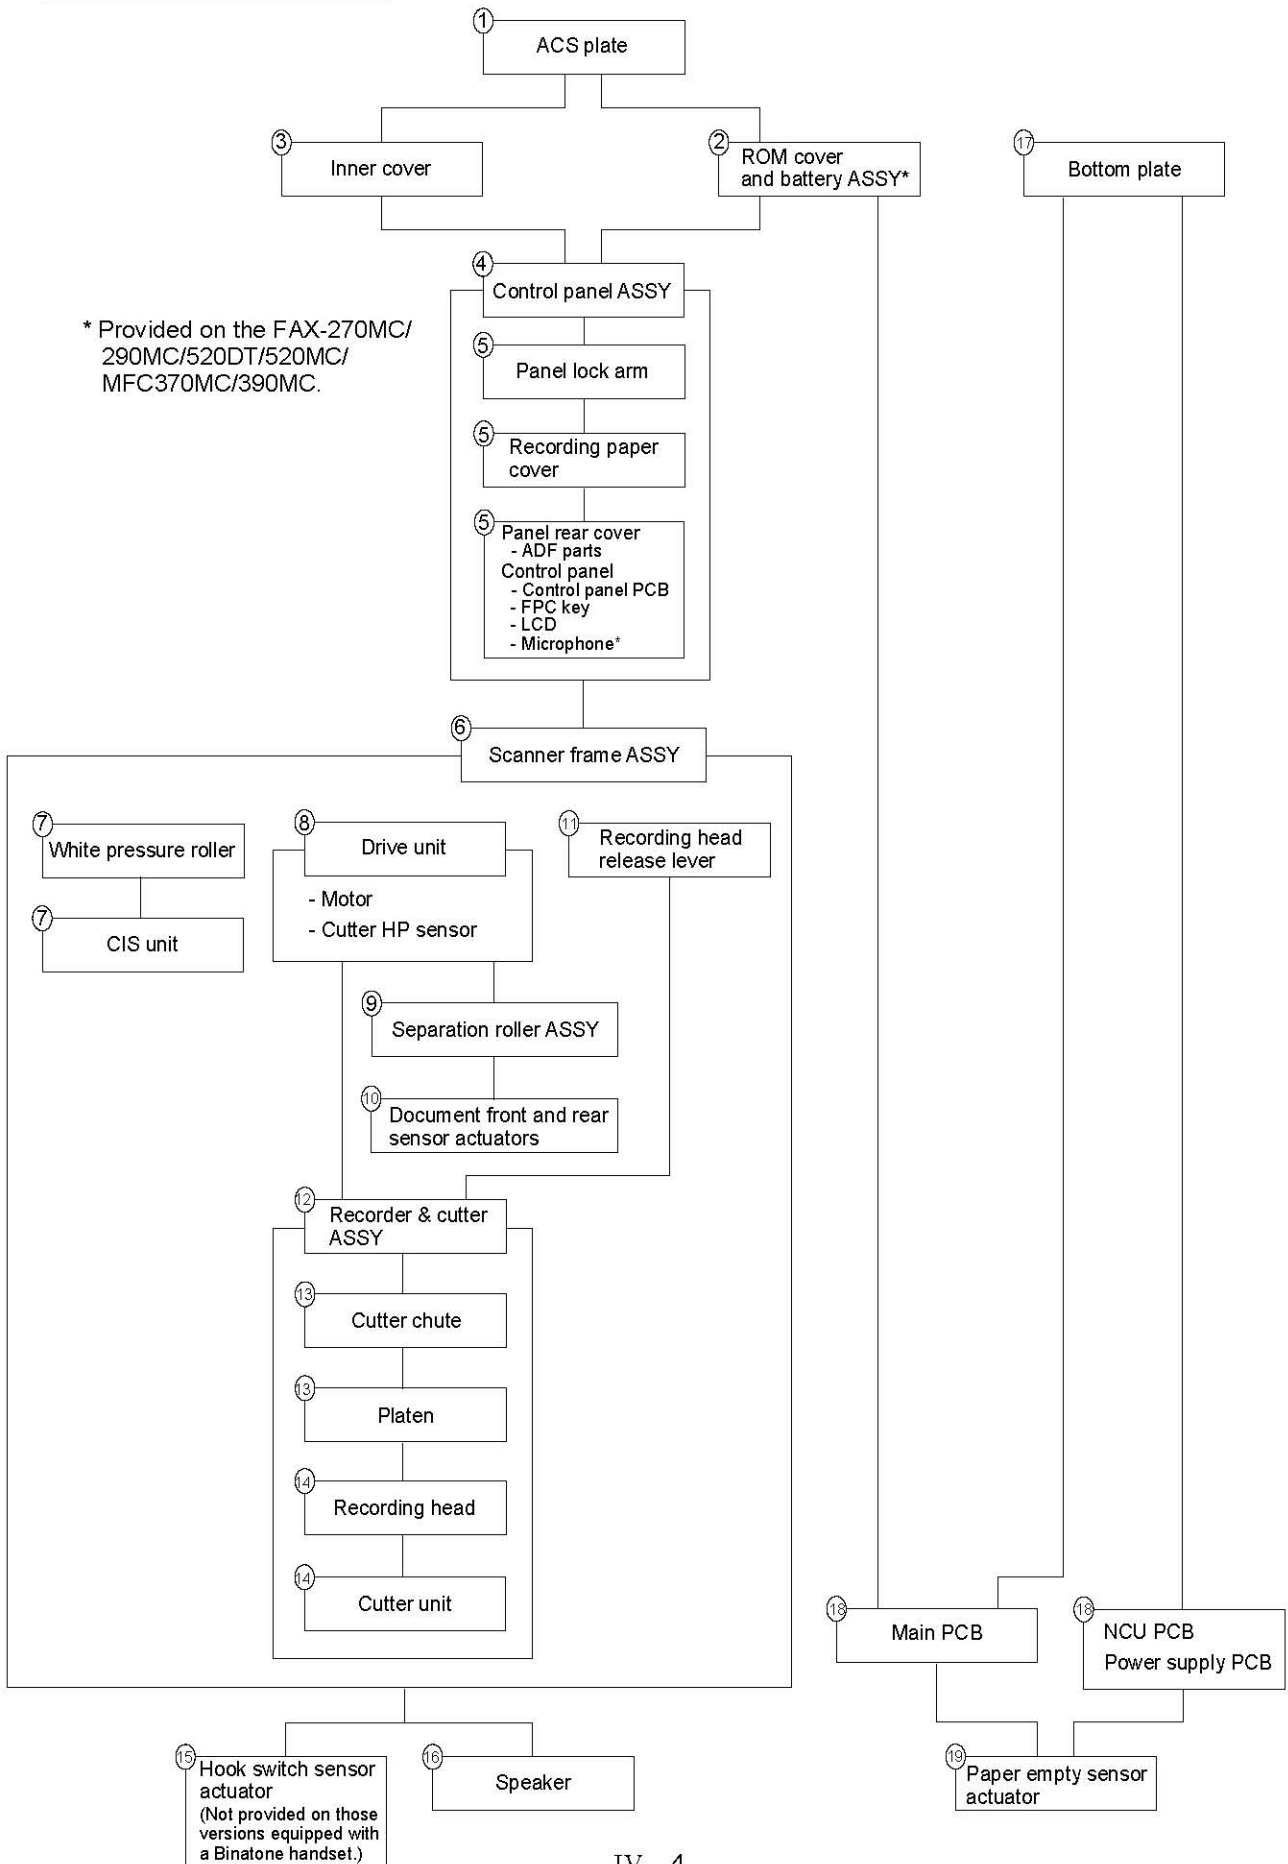 1
ACS plate
3
Inner cover
2
ROM cover
and battery ASSY*
17
Bottom plate
4
Control panel ASSY
* Provided on the FAX-270MC/
290MC/520DT/520MC/
MFC370MC/390MC.
5
Panel lock arm
5
Recording paper
cover
5
Panel rear cover
- ADF parts
Control panel
- Control panel PCB
- FPC key
- LCD
- Microphone*
6
Scanner frame ASSY
7
White pressure roller
7
CIS unit
8
Drive unit
- Motor
- Cutter HP sensor
11
Recording head
release lever
9
Separation roller ASSY
10
Document front and rear
sensor actuators
12
Recorder & cutter
ASSY
13
Cutter chute
13
Platen
14
Recording head
14
Cutter unit
18
Main PCB
18
NCU PCB
Power supply PCB
15
Hook switch sensor
actuator
(Not provided on those
versions equipped with
a Binatone handset.)
16
Speaker
19
Paper empty sensor
actuator
IV - 4